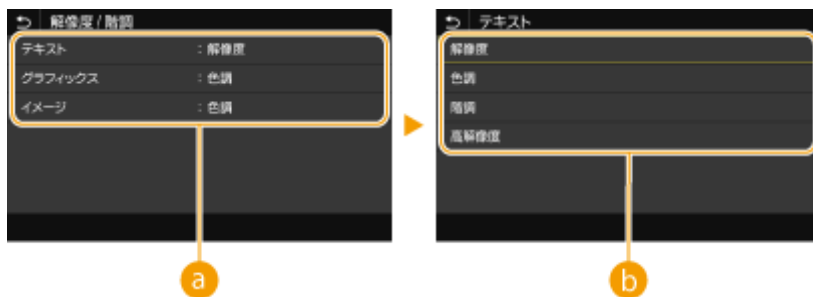 解像度/階調
テキスト : 解像度
グラフィックス : 色調
イメージ : 色調
a
テキスト
解像度
色調
階調
高解像度
b